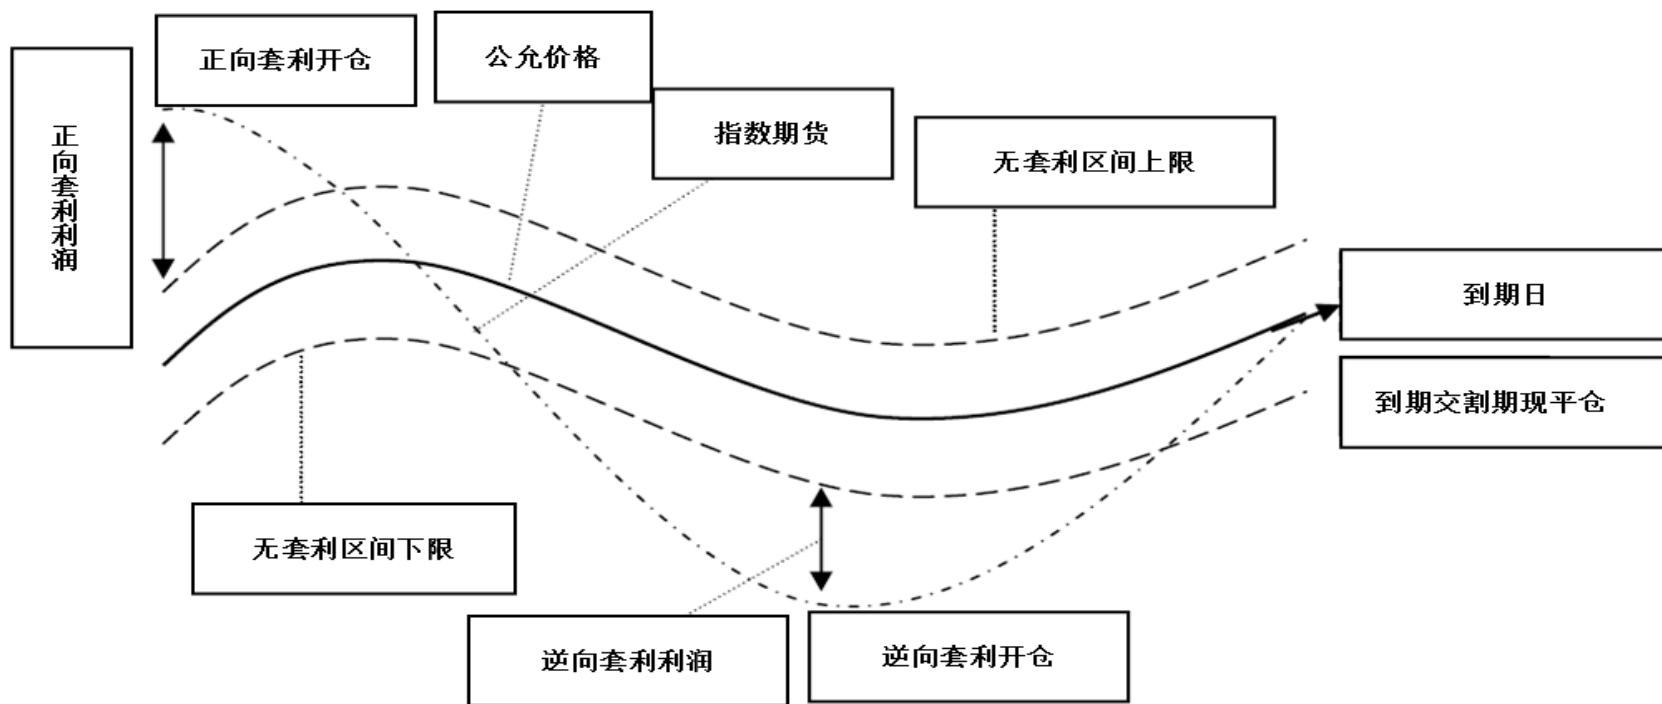 正向套利开仓
公允价格
正向套利利润
指数期货
无套利区间上限
到期日
到期交割期现平仓
无套利区间下限
逆向套利利润
逆向套利开仓